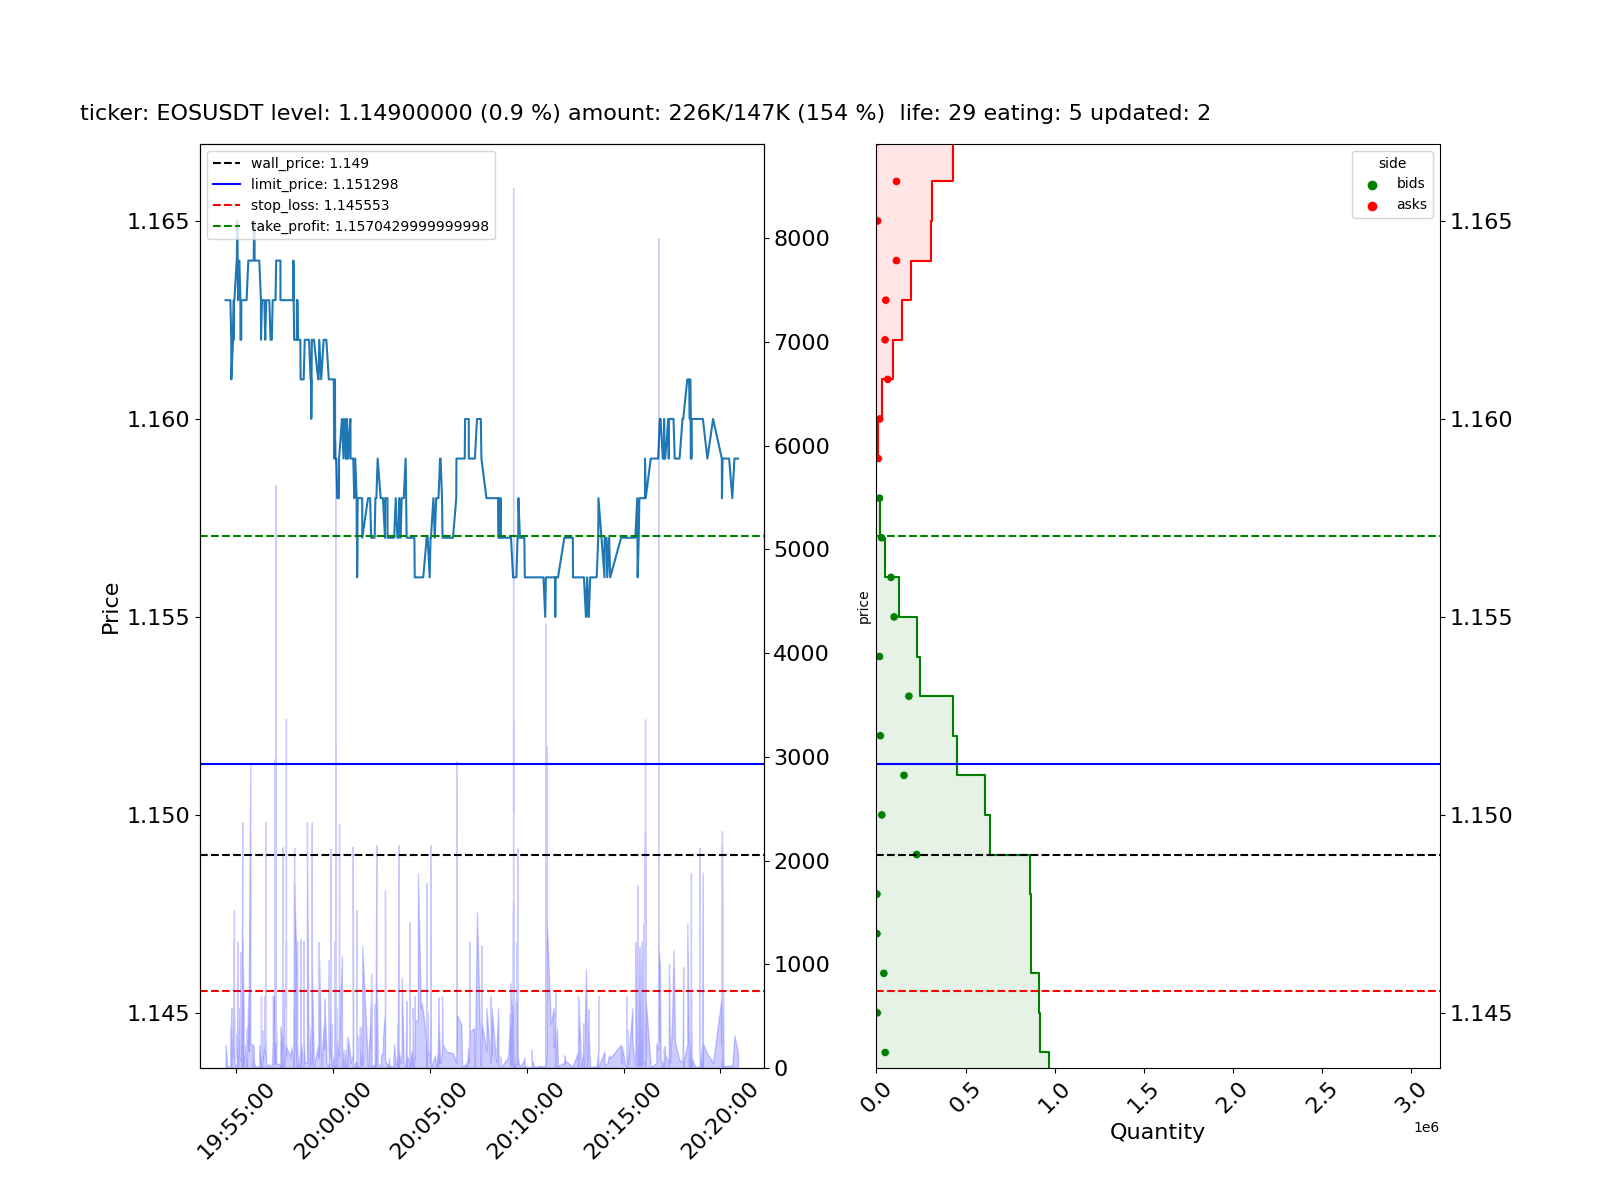 ticker: EOSUSDT level: 1.14900000 (0.9 %) amount: 226K/147K (154 %)  life: 29 eating: 5 updated: 2
wall_price: 1.149
limit_price: 1.151298
stop_loss: 1.145553
take_profit: 1.1570429999999998
Price
1.165
1.160
1.155
1.150
1.145
8000
7000
6000
5000
4000
3000
2000
1000
0
19:55:00
20:00:00
20:05:00
20:10:00
20:15:00
20:20:00
side
bids
asks
price
1.165
1.160
1.155
1.150
1.145
0.0
0.5
1.0
1.5
2.0
2.5
3.0
1e6
Quantity